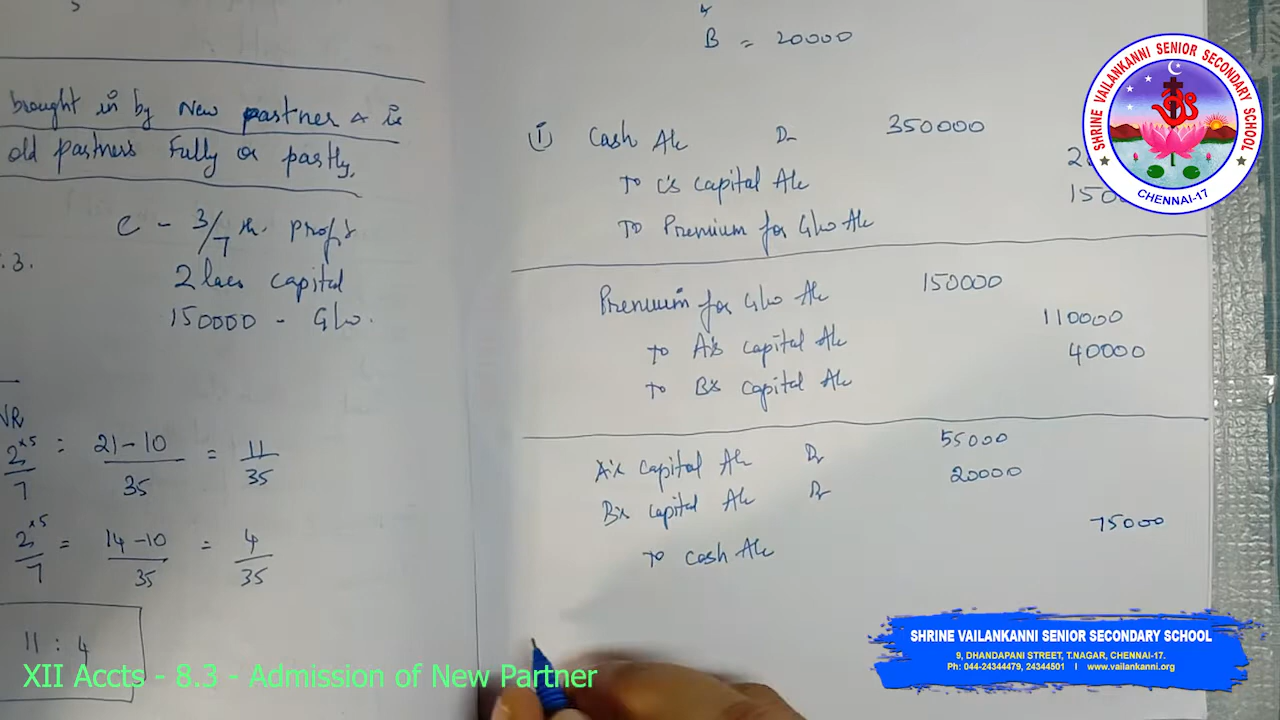 brought in by New partner & is
old partners Fully or partly.
C - 3/7 th. Profit
.3.
2 lacs capital
150000 - G/w.
NR
2/7 ×5 = 21-10/35 = 11/35
2/7 ×5 = 14-10/35 = 4/35
11 : 4
B = 20000
① Cash A/c Dr 350000
To C's Capital A/c
To Premium for G/w A/c
Premium for G/w A/c 150000
To A's capital A/c 110000
To B's capital A/c 40000
A's capital A/c Dr 55000
B's capital A/c Dr 20000
To cash A/c 75000
SHRINE VAILANKANNI SENIOR SECONDARY SCHOOL
CHENNAI-17
XII Accts - 8.3 - Admission of New Partner
SHRINE VAILANKANNI SENIOR SECONDARY SCHOOL
9, DHANDAPANI STREET, T.NAGAR, CHENNAI-17.
Ph: 044-24344479, 24344501 I www.vailankanni.org